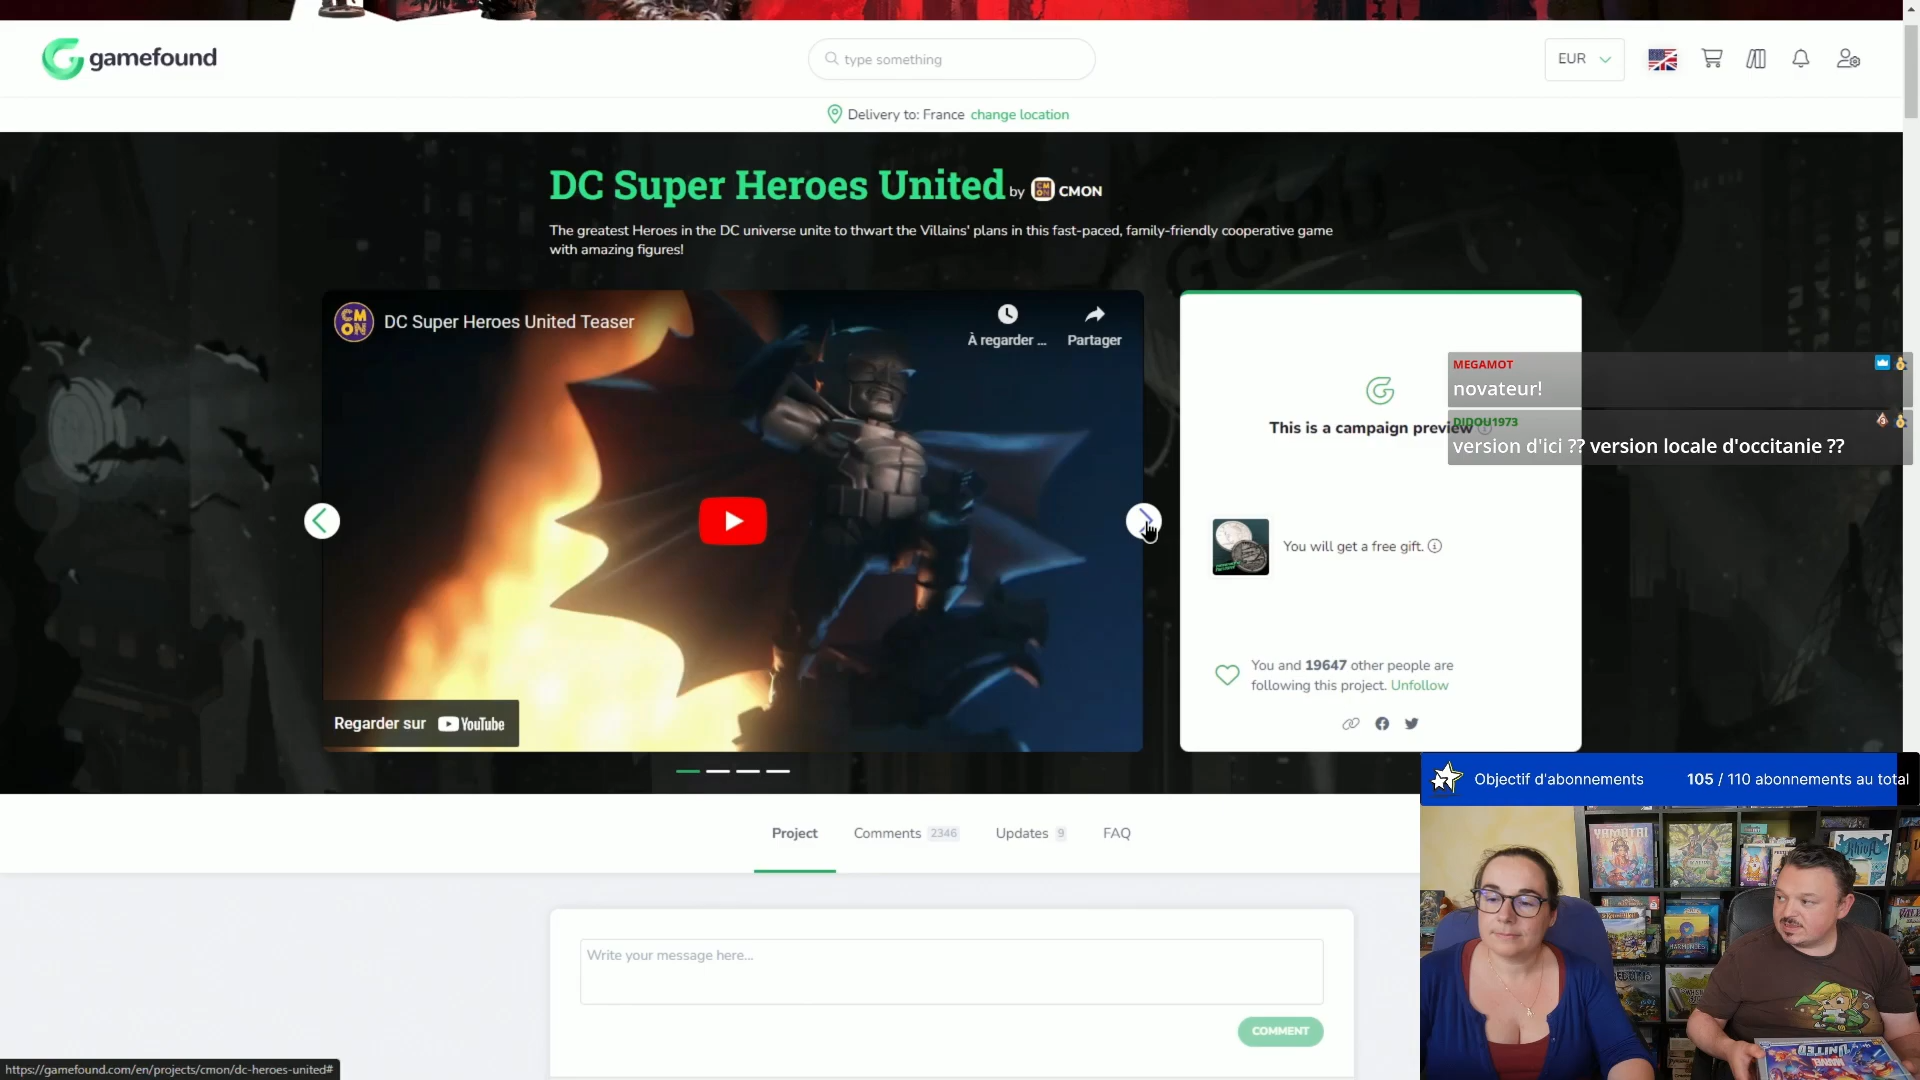 gamefound
type something
EUR
Delivery to: France change location
DC Super Heroes United by CMON
The greatest Heroes in the DC universe unite to thwart the Villains' plans in this fast-paced, family-friendly cooperative game
with amazing figures!
CM
ON
DC Super Heroes United Teaser
À regarder ...
Partager
Regarder sur YouTube
This is a campaign preview
You will get a free gift.
You and 19647 other people are
following this project. Unfollow
MEGAMOT
novateur!
DIDOU1973
version d'ici ?? version locale d'occitanie ??
Objectif d'abonnements 105 / 110 abonnements au total
Project
Comments 2346
Updates 9
FAQ
Write your message here...
COMMENT
YAMATAI
HARMONIES
UNITED
https://gamefound.com/en/projects/cmon/dc-heroes-united#